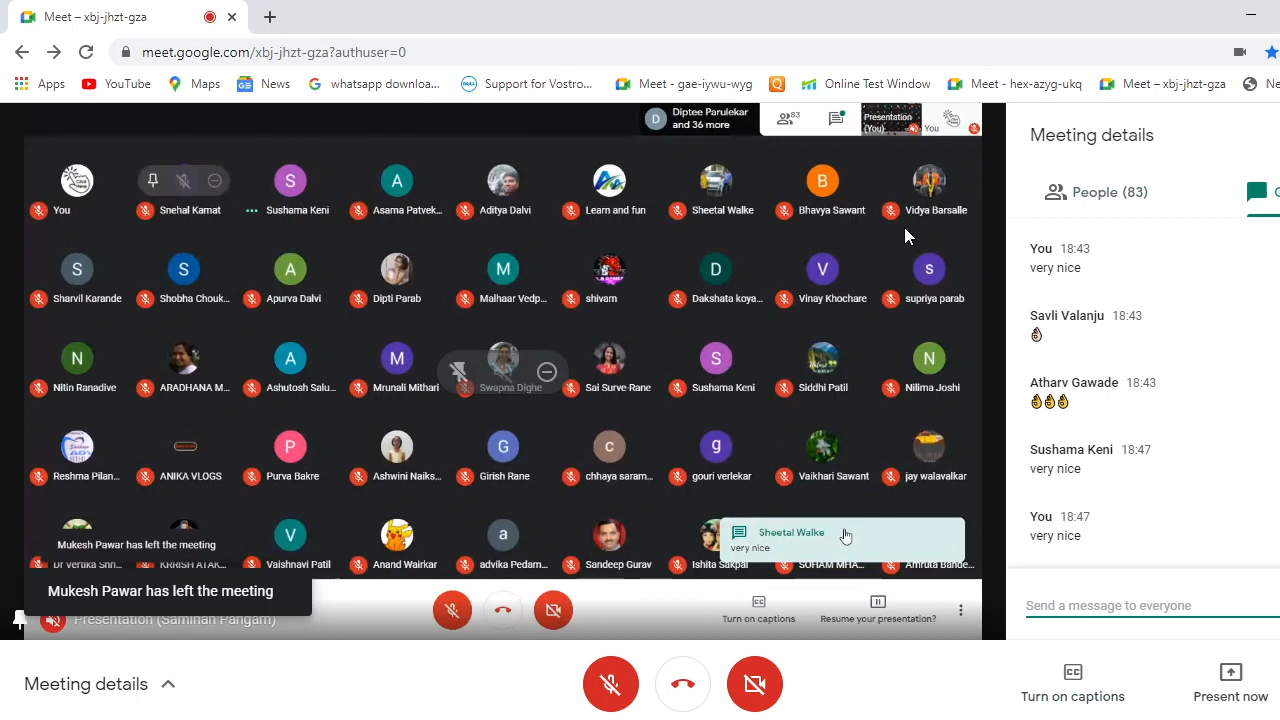 Meet – xbj-jhzt-gza
meet.google.com/xbj-jhzt-gza?authuser=0
Apps YouTube Maps News whatsapp downloa... Support for Vostro... Meet - gae-iywu-wyg Online Test Window Meet - hex-azyg-ukq Meet – xbj-jhzt-gza Ne
D Diptee Parulekar
and 36 more
83
Presentation
(You)
You
Meeting details
People (83)
S A B
You Snehal Kamat Sushama Keni Asama Patvek... Aditya Dalvi Learn and fun Sheetal Walke Bhavya Sawant Vidya Barsalle
S S A M D V s
Sharvil Karande Shobha Chouk... Apurva Dalvi Dipti Parab Malhaar Vedp... shivam Dakshata koya... Vinay Khochare supriya parab
N A M S N
Nitin Ranadive ARADHANA M... Ashutosh Salu... Mrunali Mithari Swapna Dighe Sai Surve-Rane Sushama Keni Siddhi Patil Nilima Joshi
P G c g
Reshma Pilan... ANIKA VLOGS Purva Bakre Ashwini Naiks... Girish Rane chhaya saram... gouri verlekar Vaikhari Sawant jay walavalkar
V a
Vaishnavi Patil Anand Wairkar advika Pedam... Sandeep Gurav Ishita Sakpal SOHAM MHA... Amruta Bande...
Mukesh Pawar has left the meeting
Sheetal Walke
very nice
Mukesh Pawar has left the meeting
Presentation (Samihan Pangam)
Turn on captions
Resume your presentation?
You 18:43
very nice
Savli Valanju 18:43
👌🏻
Atharv Gawade 18:43
👌👌👌
Sushama Keni 18:47
very nice
You 18:47
very nice
Send a message to everyone
Meeting details
Turn on captions
Present now